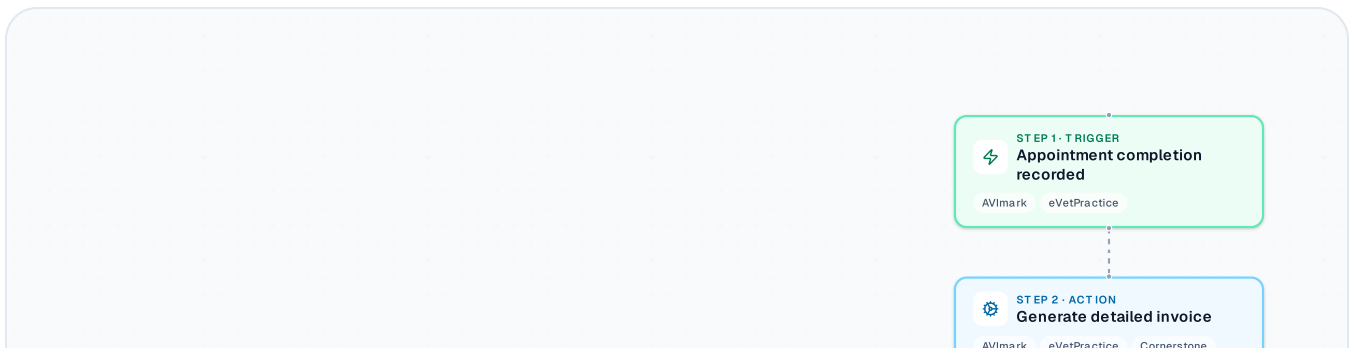 STEP 1 · TRIGGER
Appointment completion
recorded
AVImark eVetPractice
STEP 2 · ACTION
Generate detailed invoice
AVImark eVetPractice Cornerstone